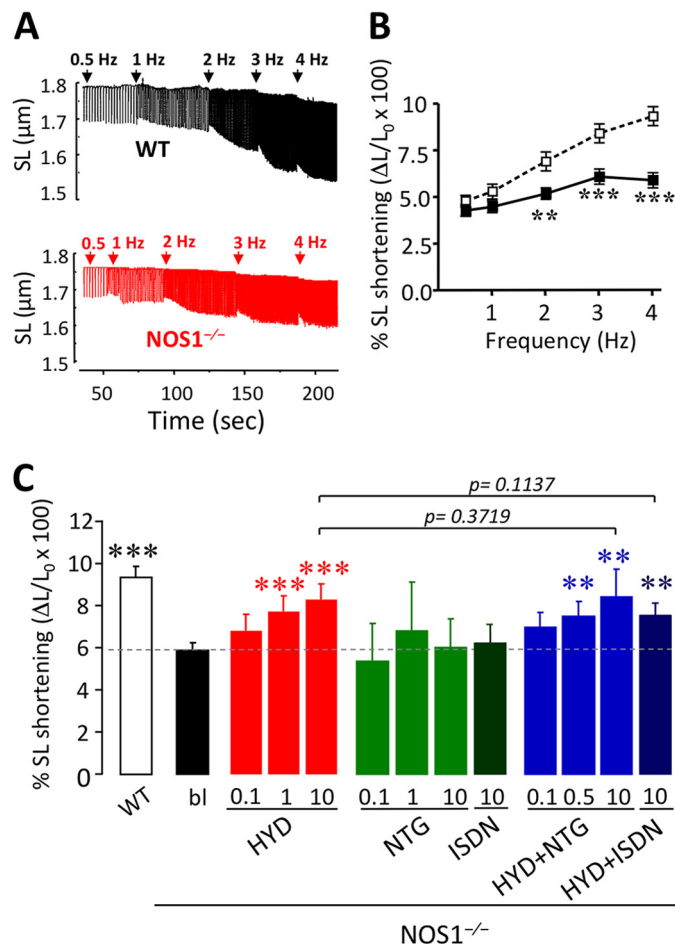 A
0.5 Hz 1 Hz 2 Hz 3 Hz 4 Hz
SL (μm)
1.8
1.7
1.6
1.5
WT
0.5 1 Hz 2 Hz 3 Hz 4 Hz
SL (μm)
1.8
1.7
1.6
1.5
NOS1−/−
50 100 150 200
Time (sec)
B
% SL shortening (ΔL/L0 x 100)
10
7.5
5.0
2.5
0.0
** *** ***
1 2 3 4
Frequency (Hz)
C
% SL shortening (ΔL/L0 x 100)
12
10
8
6
4
2
0
p= 0.1137
p= 0.3719
*** *** *** ** ** **
WT bl 0.1 1 10 0.1 1 10 10 0.1 0.5 10 10
HYD NTG ISDN HYD+NTG HYD+ISDN
NOS1−/−